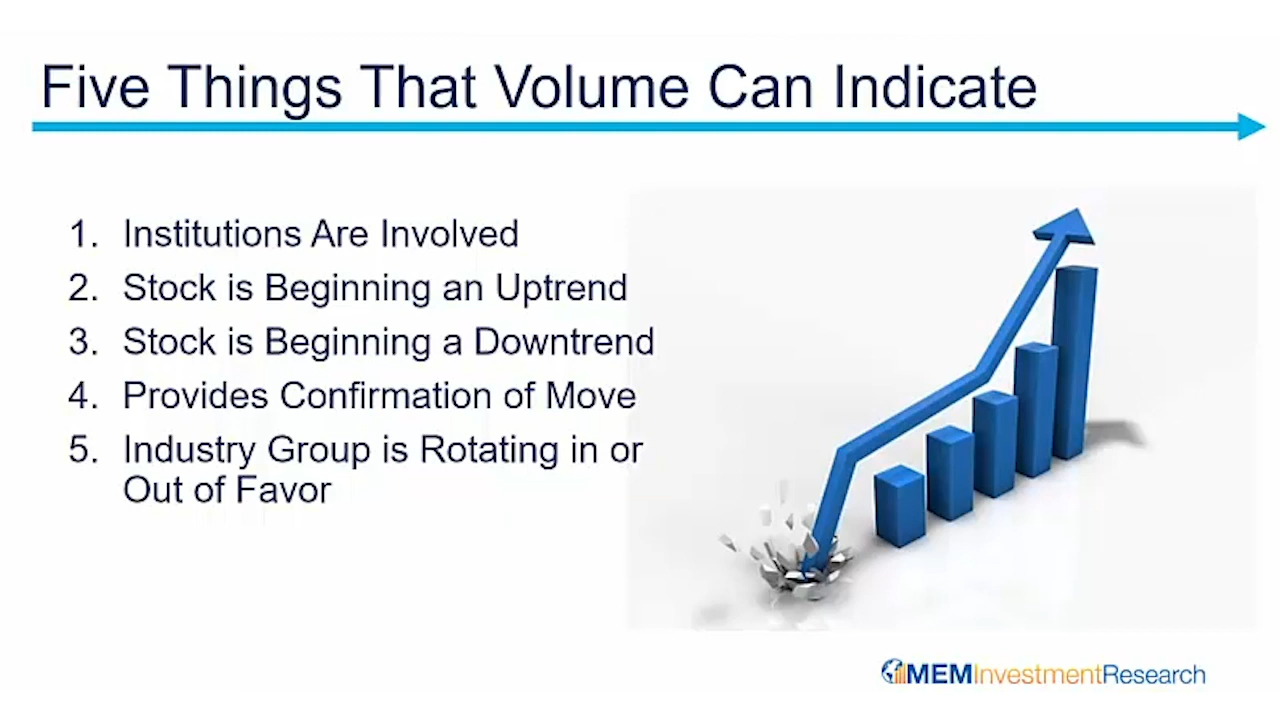 Five Things That Volume Can Indicate
1. Institutions Are Involved
2. Stock is Beginning an Uptrend
3. Stock is Beginning a Downtrend
4. Provides Confirmation of Move
5. Industry Group is Rotating in or
Out of Favor
MEMInvestmentResearch